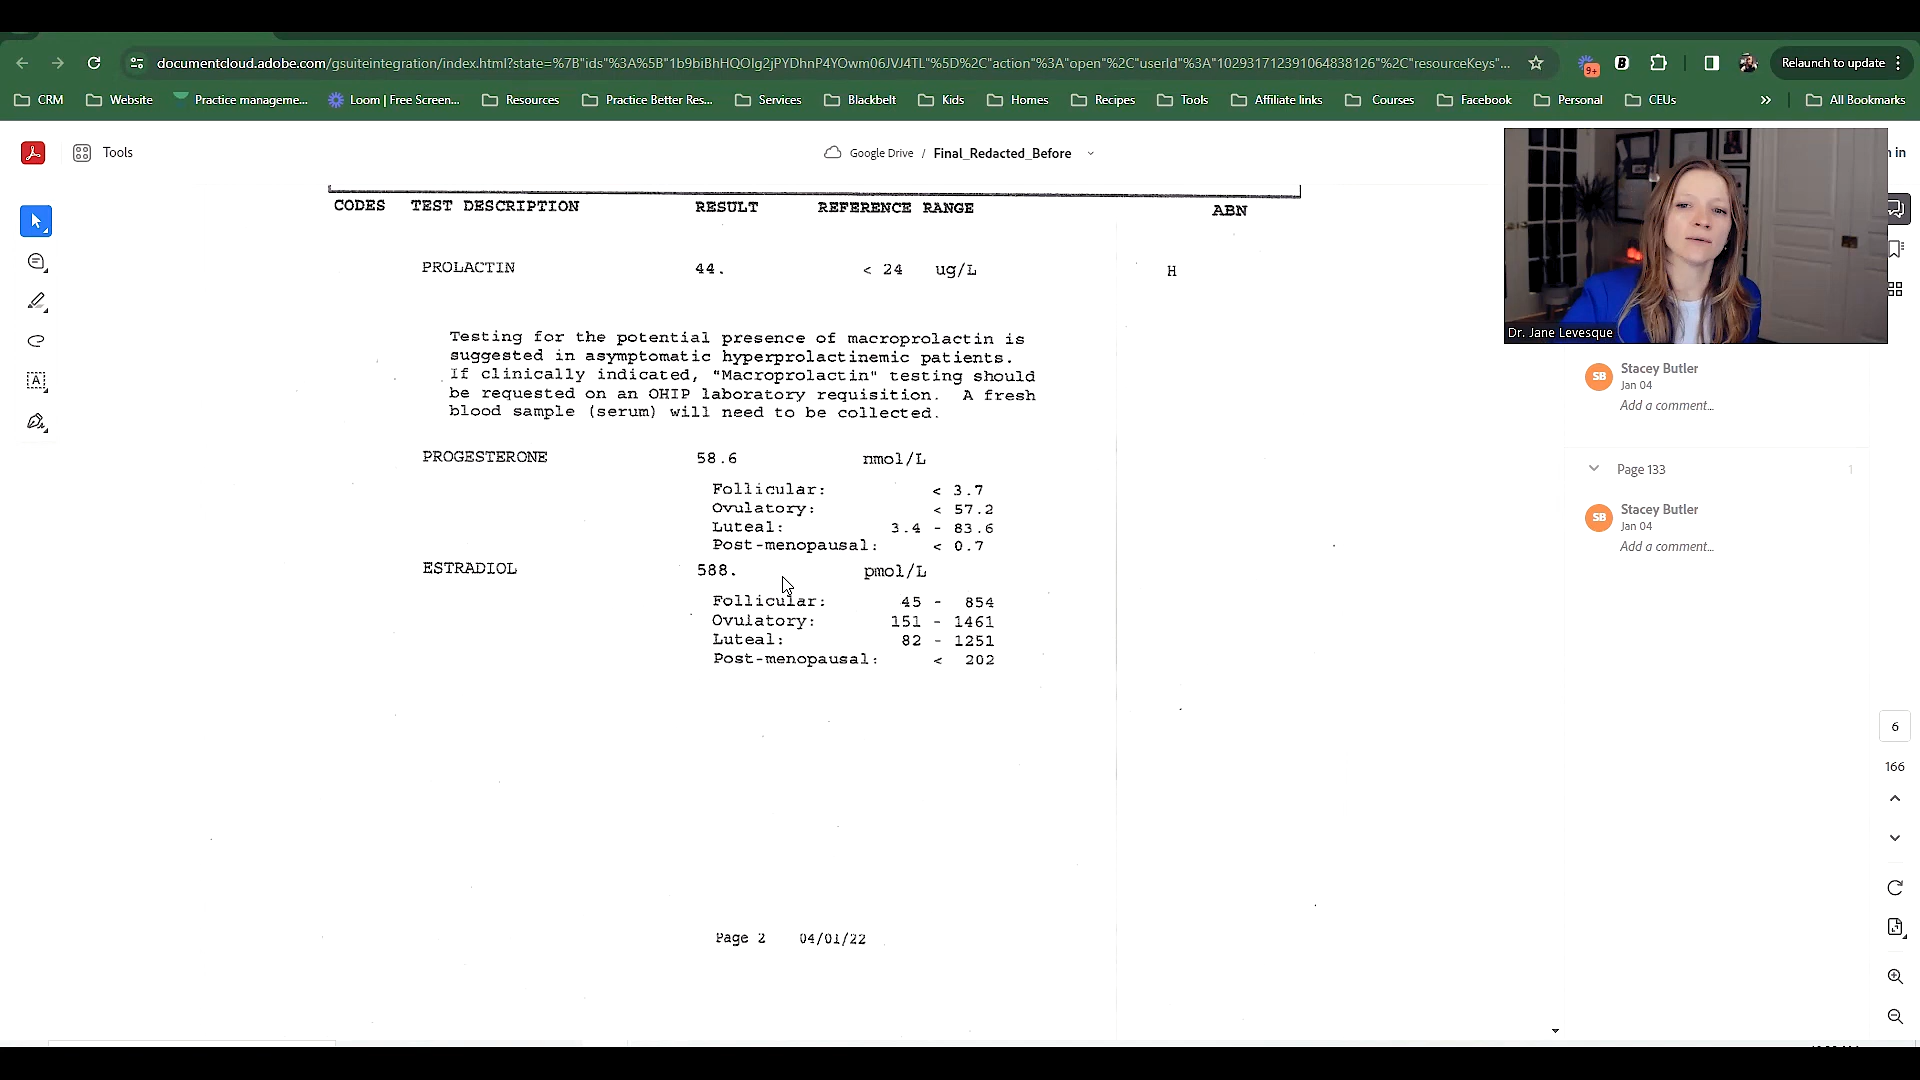 documentcloud.adobe.com/gsuiteintegration/index.html?state=%7B"ids"%3A%5B"1b9biBhHQOIg2jPYDhnP4YOwm06JVJ4TL"%5D%2C"action"%3A"open"%2C"userId"%3A"102931712391064838126"%2C"resourceKeys"...
9+
Relaunch to update
CRM
Website
Practice manageme...
Loom | Free Screen...
Resources
Practice Better Res...
Services
Blackbelt
Kids
Homes
Recipes
Tools
Affiliate links
Courses
Facebook
Personal
CEUs
»
All Bookmarks
Tools
Google Drive / Final_Redacted_Before
n in
CODES TEST DESCRIPTION RESULT REFERENCE RANGE ABN
PROLACTIN 44. < 24 ug/L H
Testing for the potential presence of macroprolactin is
suggested in asymptomatic hyperprolactinemic patients.
If clinically indicated, "Macroprolactin" testing should
be requested on an OHIP laboratory requisition. A fresh
blood sample (serum) will need to be collected.
PROGESTERONE 58.6 nmol/L
Follicular: < 3.7
Ovulatory: < 57.2
Luteal: 3.4 - 83.6
Post-menopausal: < 0.7
ESTRADIOL 588. pmol/L
Follicular: 45 - 854
Ovulatory: 151 - 1461
Luteal: 82 - 1251
Post-menopausal: < 202
Page 2 04/01/22
Dr. Jane Levesque
SB
Stacey Butler
Jan 04
Add a comment...
Page 133 1
SB
Stacey Butler
Jan 04
Add a comment...
6
166